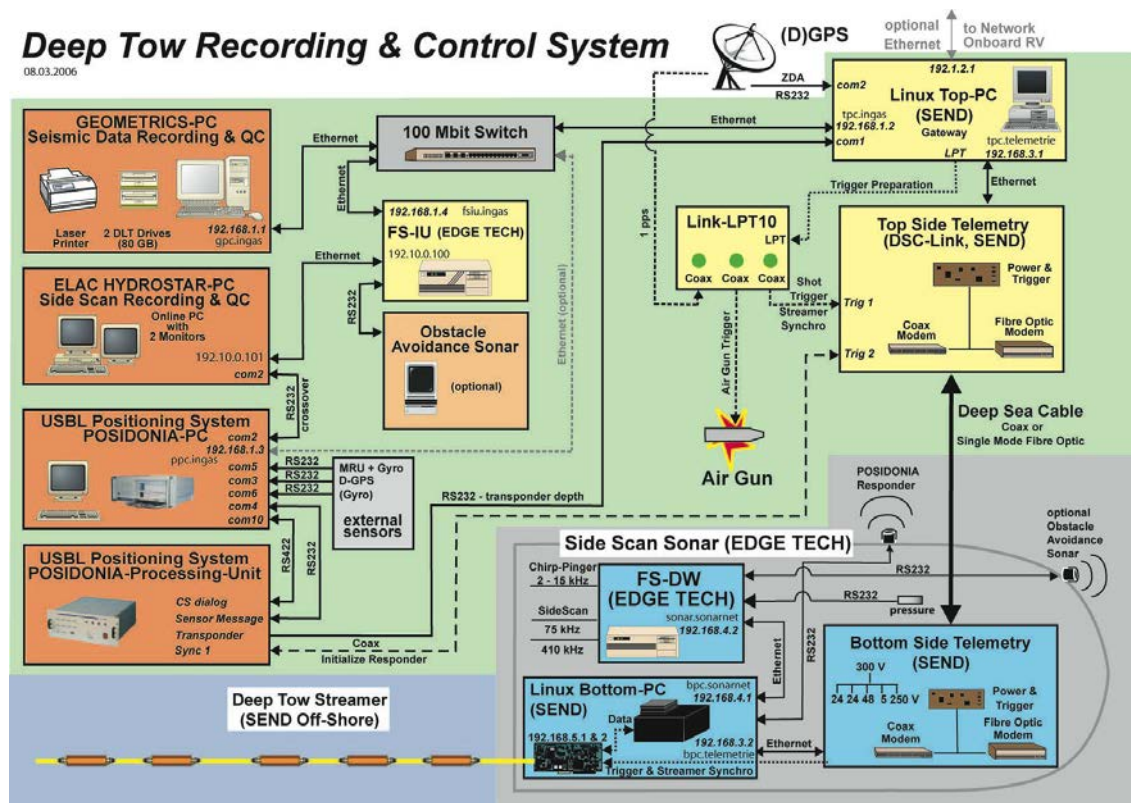 Deep Tow Recording & Control System
08.03.2006
(D)GPS
optional
Ethernet
to Network
Onboard RV
ZDA
RS232
192.1.2.1
com2
Linux Top-PC
(SEND)
Gateway
tpc.ingas
192.168.1.2
com1
tpc.telemetrie
LPT
192.168.3.1
GEOMETRICS-PC
Seismic Data Recording & QC
Laser
Printer
2 DLT Drives
(80 GB)
192.168.1.1
gpc.ingas
Ethernet
100 Mbit Switch
Ethernet
Ethernet
Ethernet (optional)
Trigger Preparation
Ethernet
192.168.1.4
fsiu.ingas
FS-IU (EDGE TECH)
192.10.0.100
1 pps
Link-LPT10
LPT
Coax
Coax
Coax
Shot
Trigger
Streamer
Synchro
Air Gun Trigger
Air Gun
Top Side Telemetry
(DSC-Link, SEND)
Power &
Trigger
Trig 1
Coax
Modem
Fibre Optic
Modem
Trig 2
ELAC HYDROSTAR-PC
Side Scan Recording & QC
Online PC
with
2 Monitors
192.10.0.101
com2
Ethernet
RS232
Obstacle
Avoidance Sonar
(optional)
RS232
crossover
Deep Sea Cable
Coax or
Single Mode Fibre Optic
USBL Positioning System
POSIDONIA-PC
com2
192.168.1.3
ppc.ingas
com5
com3
com6
com4
com10
RS232
RS232
RS232
MRU + Gyro
D-GPS
(Gyro)
external
sensors
RS232 - transponder depth
RS422
RS232
USBL Positioning System
POSIDONIA-Processing-Unit
CS dialog
Sensor Message
Transponder
Sync 1
Coax
Initialize Responder
POSIDONIA
Responder
optional
Obstacle
Avoidance
Sonar
Side Scan Sonar (EDGE TECH)
Chirp-Pinger
2 - 15 kHz
SideScan
75 kHz
410 kHz
FS-DW
(EDGE TECH)
sonar.sonarnet
192.168.4.2
RS232
RS232
pressure
Ethernet
RS232
Bottom Side Telemetry
(SEND)
300 V
24 24 48 5 250 V
Power &
Trigger
Coax
Modem
Fibre Optic
Modem
Linux Bottom-PC
(SEND)
bpc.sonarnet
192.168.4.1
Data
192.168.5.1 & 2
192.168.3.2
bpc.telemetrie
Ethernet
Trigger & Streamer Synchro
Deep Tow Streamer
(SEND Off-Shore)